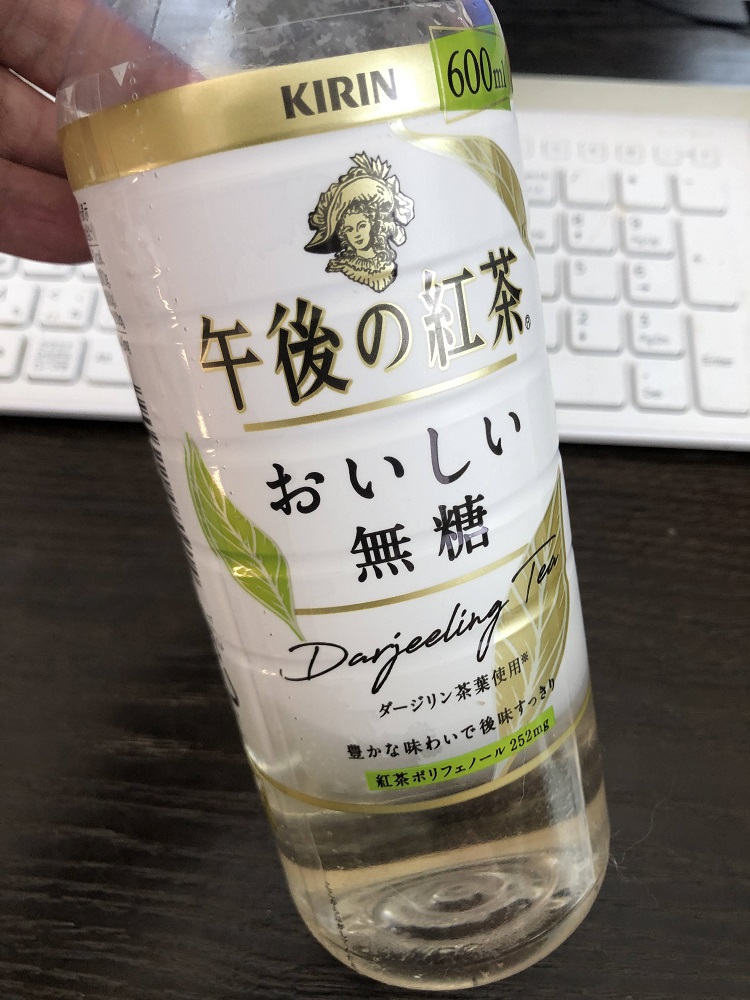 KIRIN
600ml
午後の紅茶®
おいしい
無糖
Darjeeling Tea
ダージリン茶葉使用※
豊かな味わいで後味すっきり
紅茶ポリフェノール 252mg
Enter